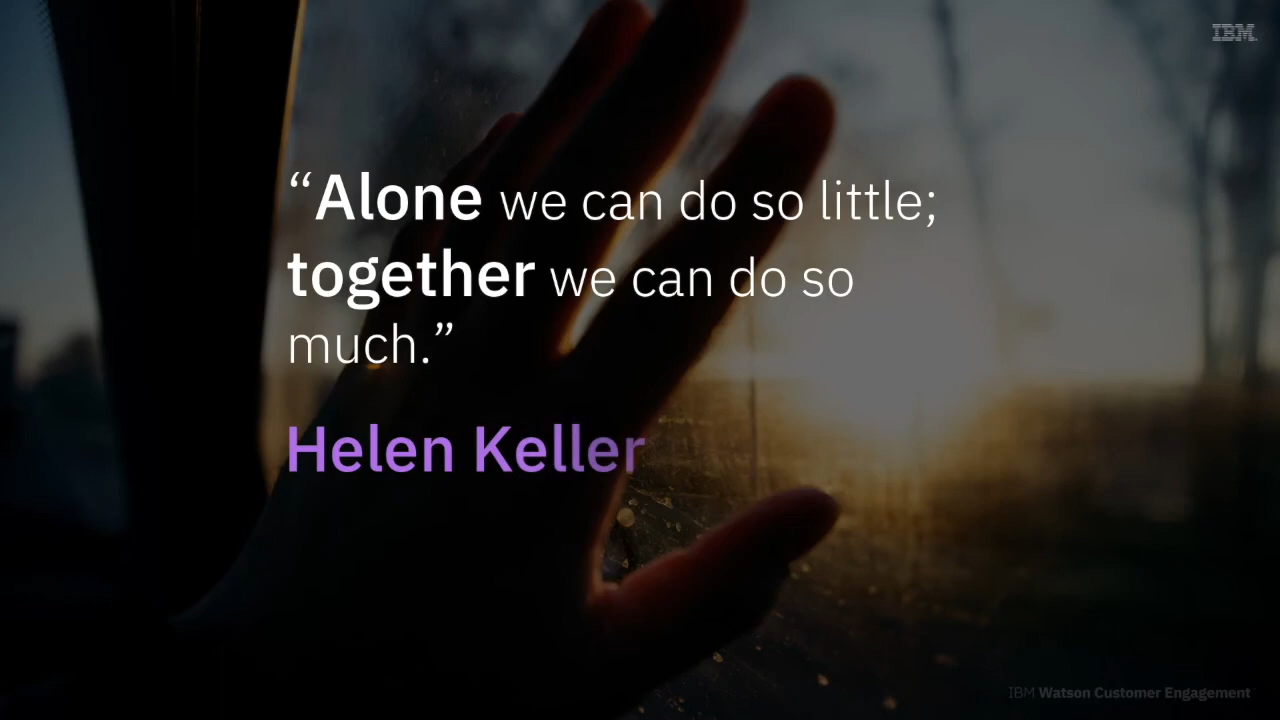 IBM
“Alone we can do so little;
together we can do so
much.”
Helen Keller
IBM Watson Customer Engagement